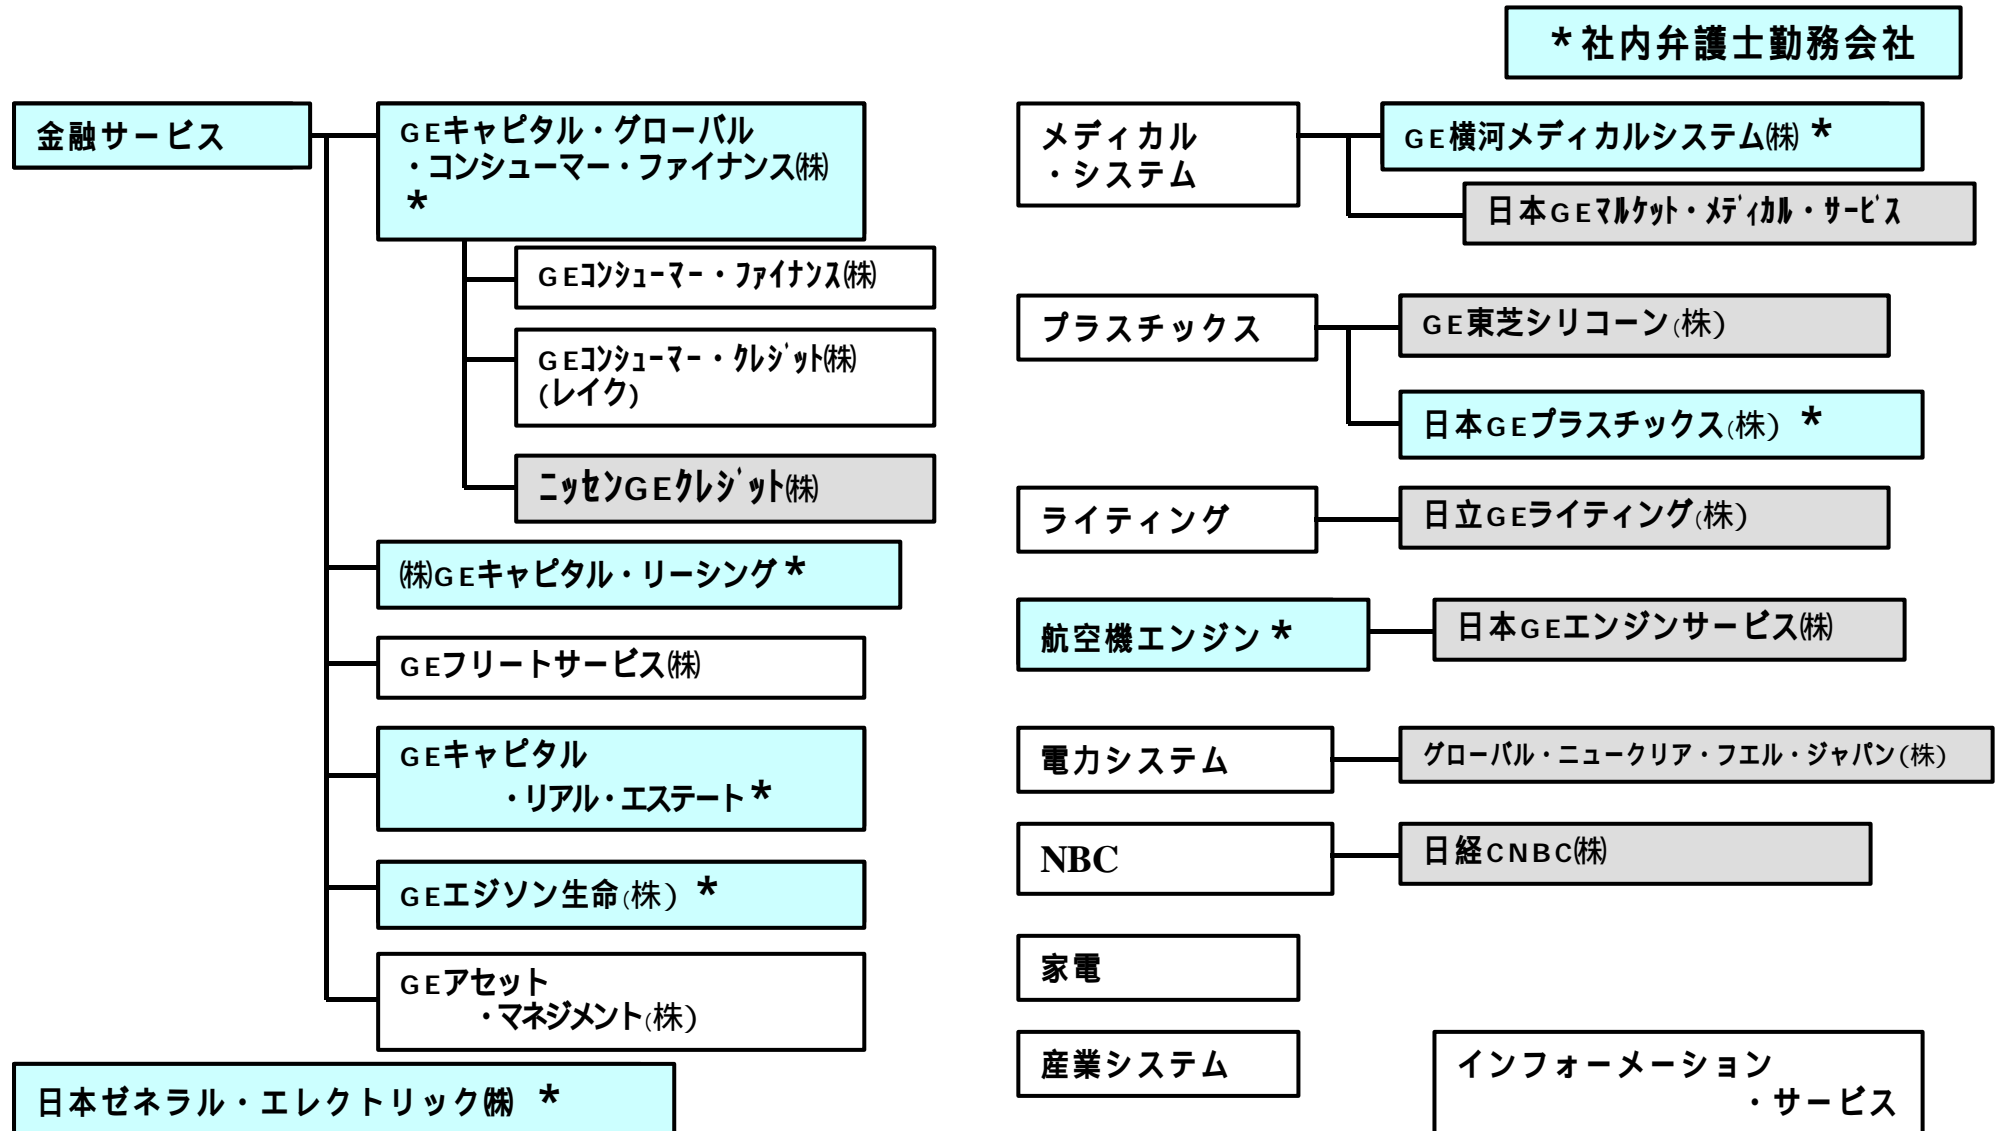 *社内弁護士勤務会社
金融サービス
GEキャピタル・グローバル
・コンシューマー・ファイナンス㈱
*
GEコンシューマー・ファイナンス㈱
GEコンシューマー・クレジット㈱
(レイク)
ニッセンGEクレジット㈱
㈱GEキャピタル・リーシング*
GEフリートサービス㈱
GEキャピタル
・リアル・エステート*
GEエジソン生命(株) *
GEアセット
・マネジメント(株)
日本ゼネラル・エレクトリック㈱ *
メディカル
・システム
GE横河メディカルシステム㈱ *
日本GEマルケット・メディカル・サービス
プラスチックス
GE東芝シリコーン(株)
日本GEプラスチックス(株) *
ライティング
日立GEライティング(株)
航空機エンジン*
日本GEエンジンサービス㈱
電力システム
グローバル・ニュークリア・フエル・ジャパン(株)
NBC
日経CNBC㈱
家電
産業システム
インフォーメーション
・サービス